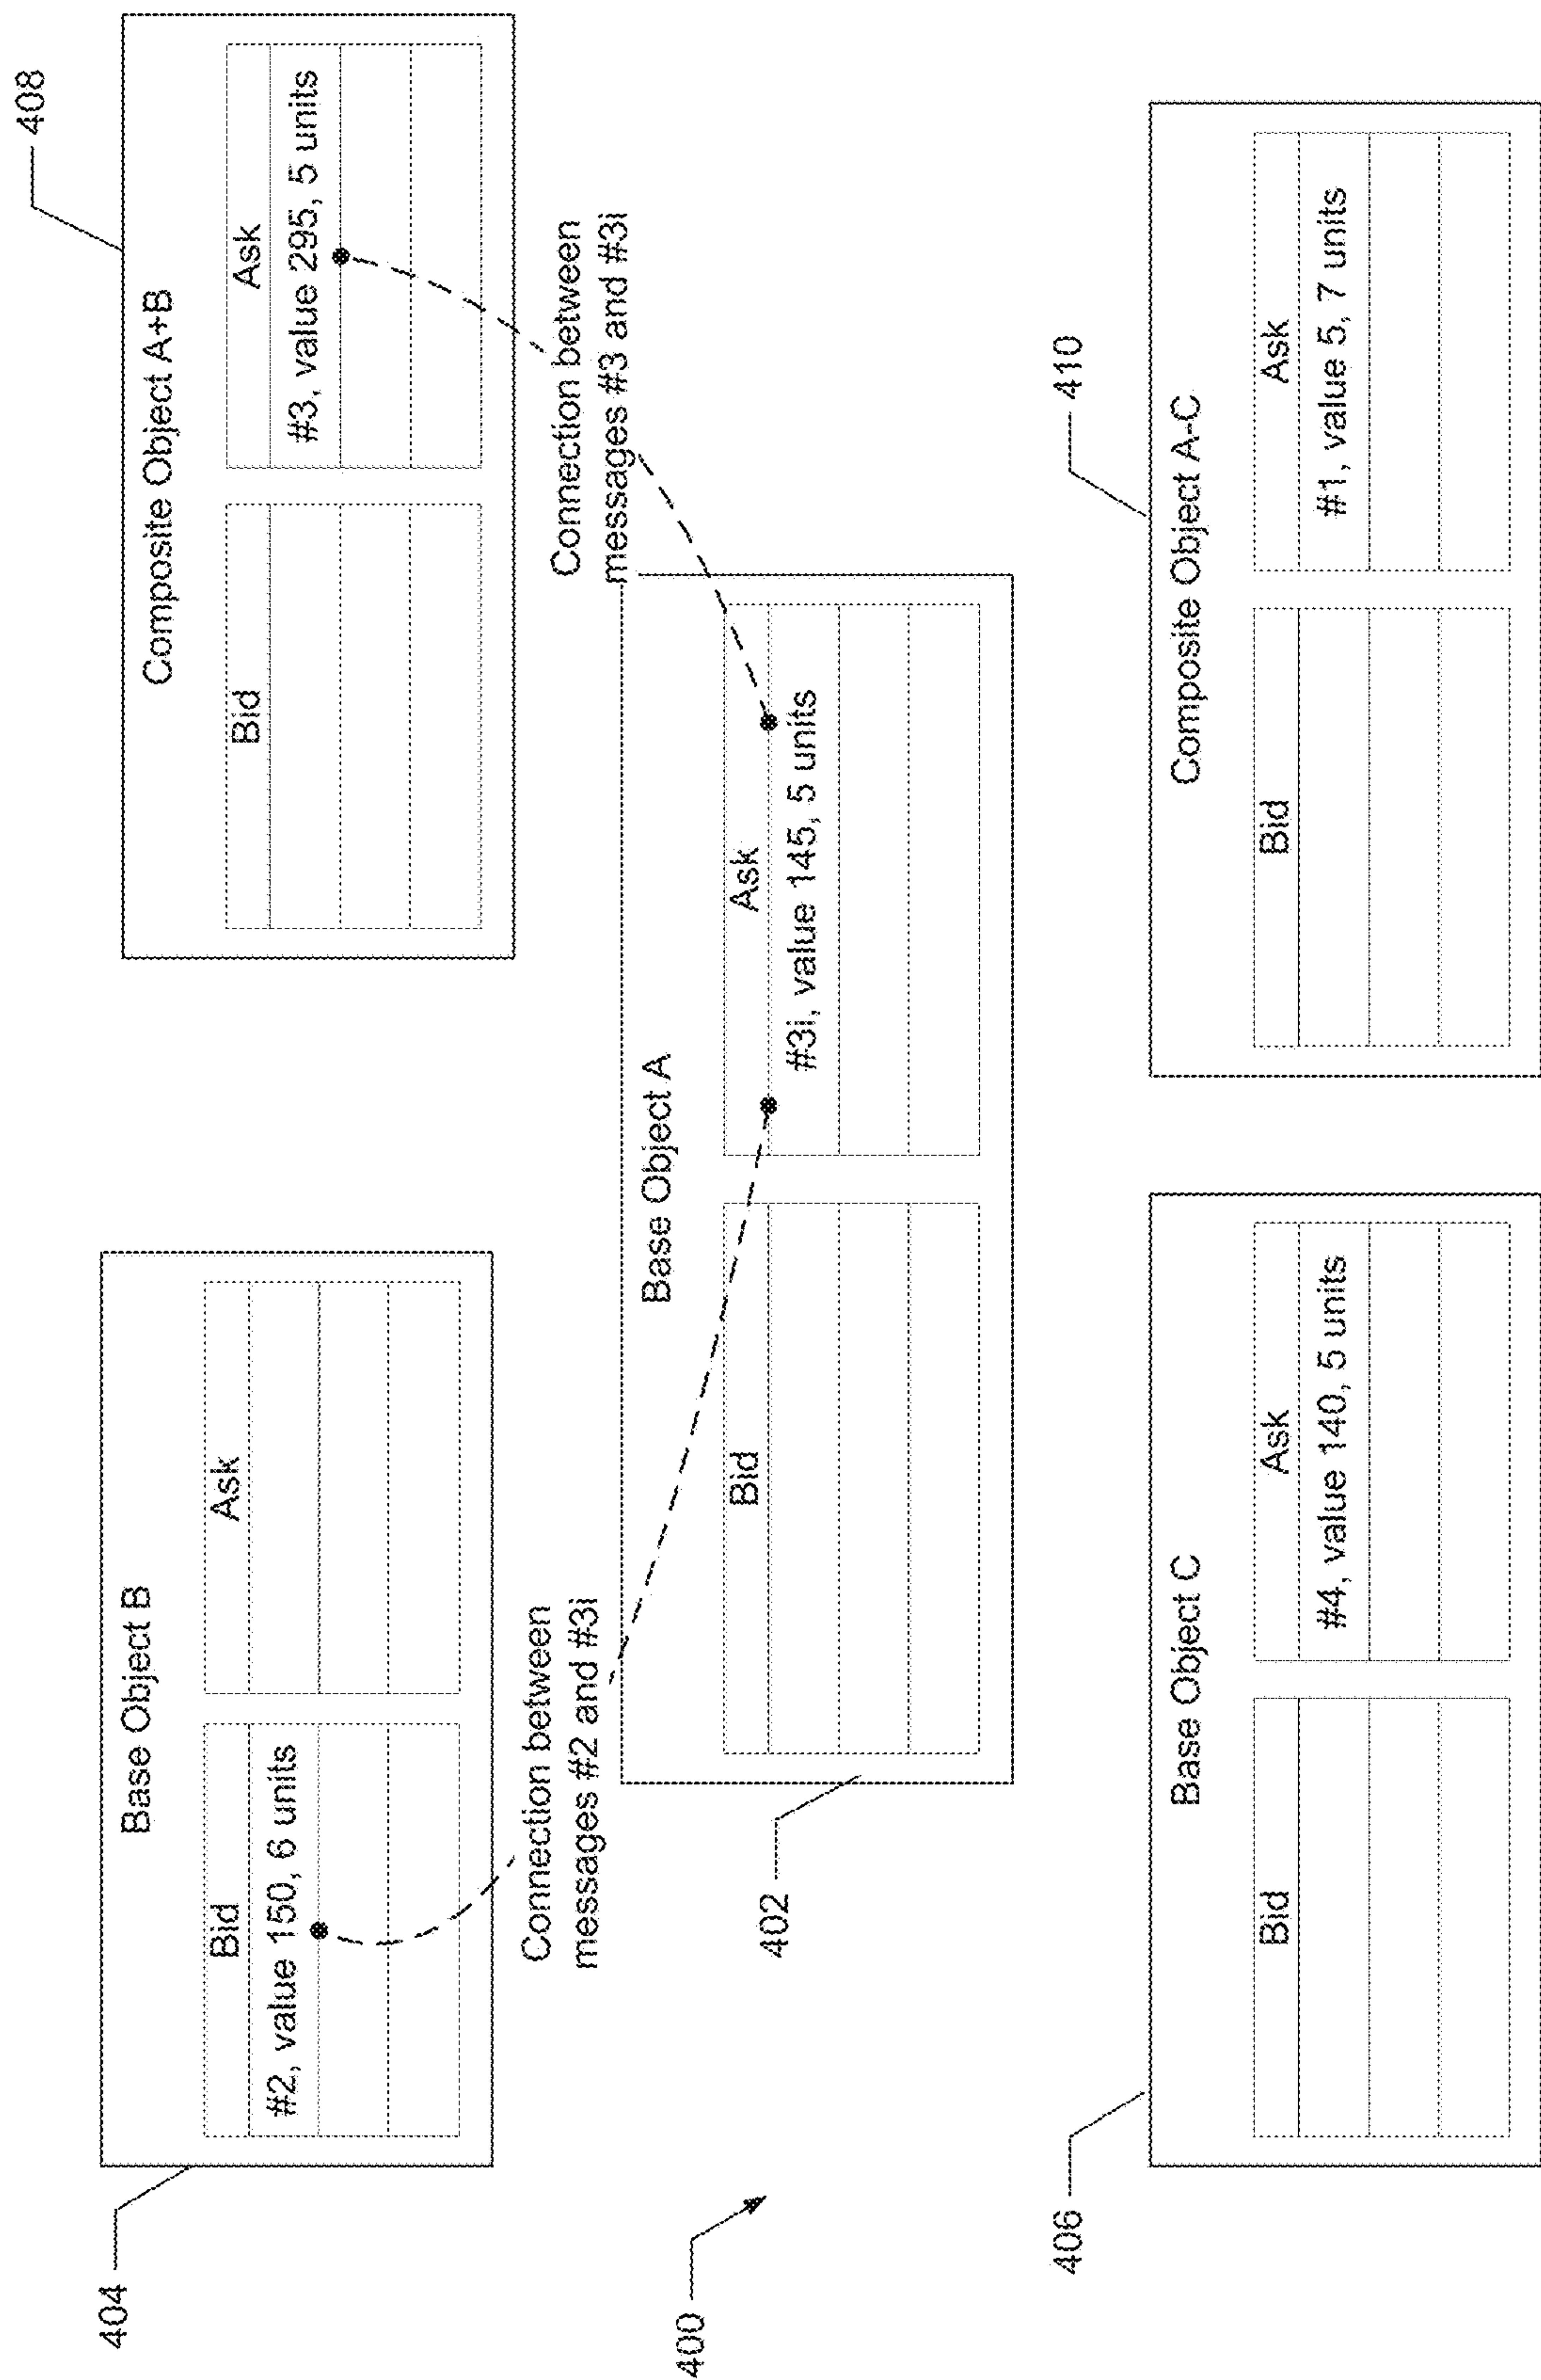 404
Base Object B
Bid
Ask
#2, value 150, 6 units
408
Composite Object A+B
Bid
Ask
#3, value 295, 5 units
Connection between
messages #2 and #3i
Connection between
messages #3 and #3i
400
402
Base Object A
Bid
Ask
#3i, value 145, 5 units
406
Base Object C
Bid
Ask
#4, value 140, 5 units
410
Composite Object A-C
Bid
Ask
#1, value 5, 7 units